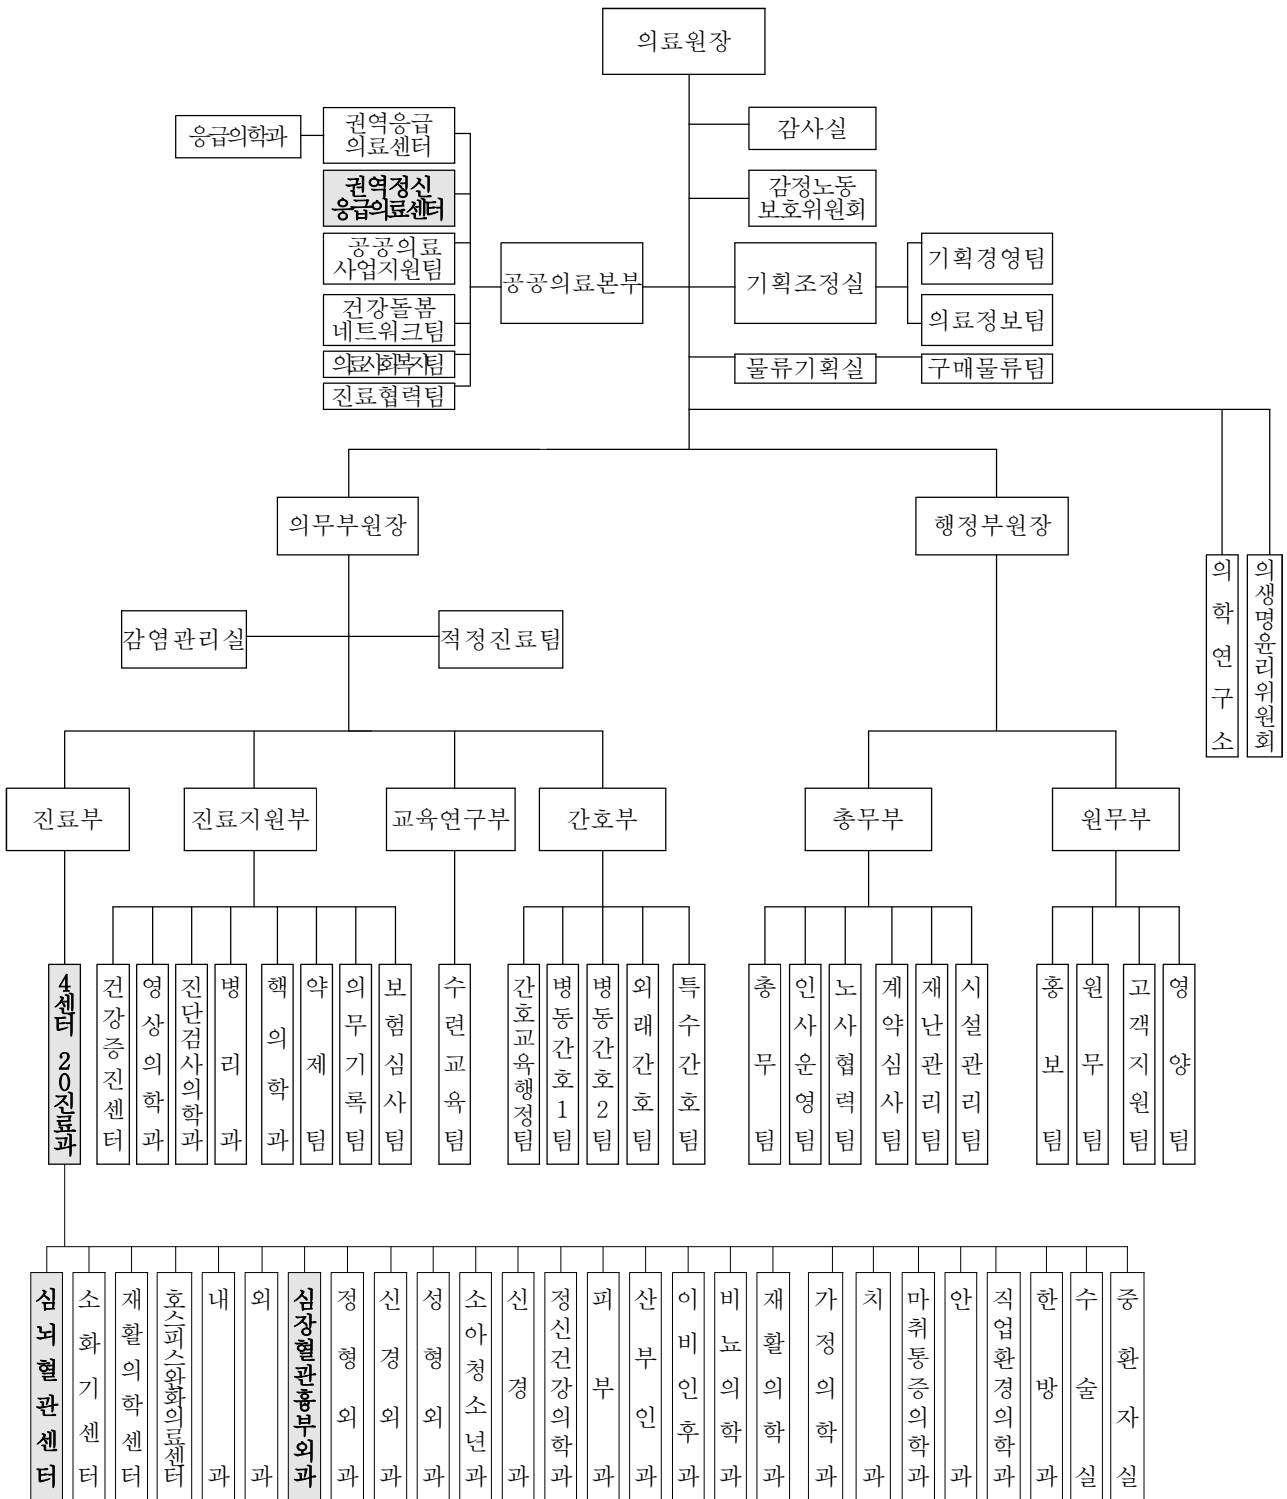 의료원장
응급의학과
권역응급
의료센터
감사실
권역정신
응급의료센터
감정노동
보호위원회
공공의료
사업지원팀
공공의료본부
기획조정실
기획경영팀
건강돌봄
네트워크팀
의료정보팀
의료사회복지팀
물류기획실
구매물류팀
진료협력팀
의무부원장
행정부원장
의학연구소
의생명윤리위원회
감염관리실
적정진료팀
진료부
진료지원부
교육연구부
간호부
총무부
원무부
4센터 20진료과
건강증진센터
영상의학과
진단검사의학과
병리과
핵의학과
약제팀
의무기록팀
보험심사팀
수련교육팀
간호교육행정팀
병동간호1팀
병동간호2팀
외래간호팀
특수간호팀
총무팀
인사운영팀
노사협력팀
계약심사팀
재난관리팀
시설관리팀
홍보팀
원무팀
고객지원팀
영양팀
심뇌혈관센터
소화기센터
재활의학센터
호스피스완화의료센터
내과
외과
심장혈관흉부외과
정형외과
신경외과
성형외과
소아청소년과
신경과
정신건강의학과
피부과
산부인과
이비인후과
비뇨의학과
재활의학과
가정의학과
치과
마취통증의학과
안과
직업환경의학과
한방과
수술실
중환자실